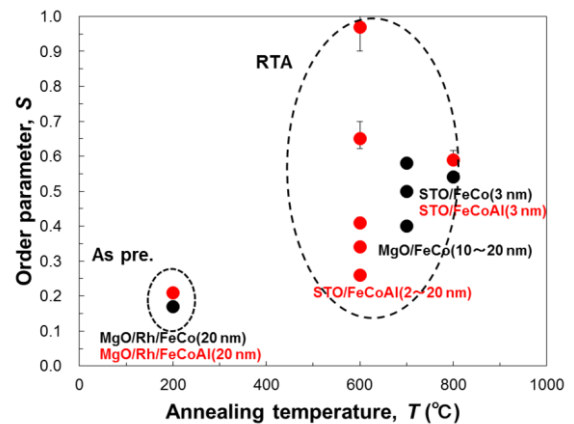 Order parameter, S
1.0
0.9
0.8
0.7
0.6
0.5
0.4
0.3
0.2
0.1
0.0
RTA
As pre.
STO/FeCo(3 nm)
STO/FeCoAl(3 nm)
MgO/FeCo(10～20 nm)
STO/FeCoAl(2～20 nm)
MgO/Rh/FeCo(20 nm)
MgO/Rh/FeCoAl(20 nm)
0 200 400 600 800 1000
Annealing temperature, T (℃)